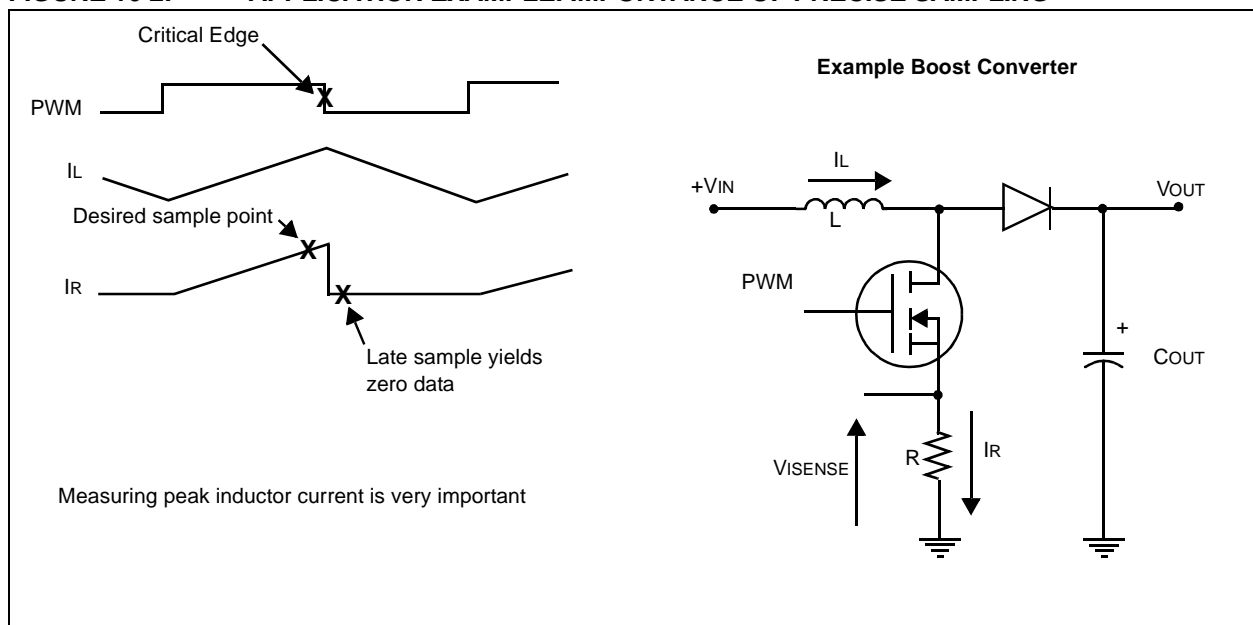 Critical Edge
PWM
IL
Desired sample point
IR
Late sample yields
zero data
Measuring peak inductor current is very important
Example Boost Converter
IL
+VIN
VOUT
L
PWM
+
COUT
VISENSE
R
IR